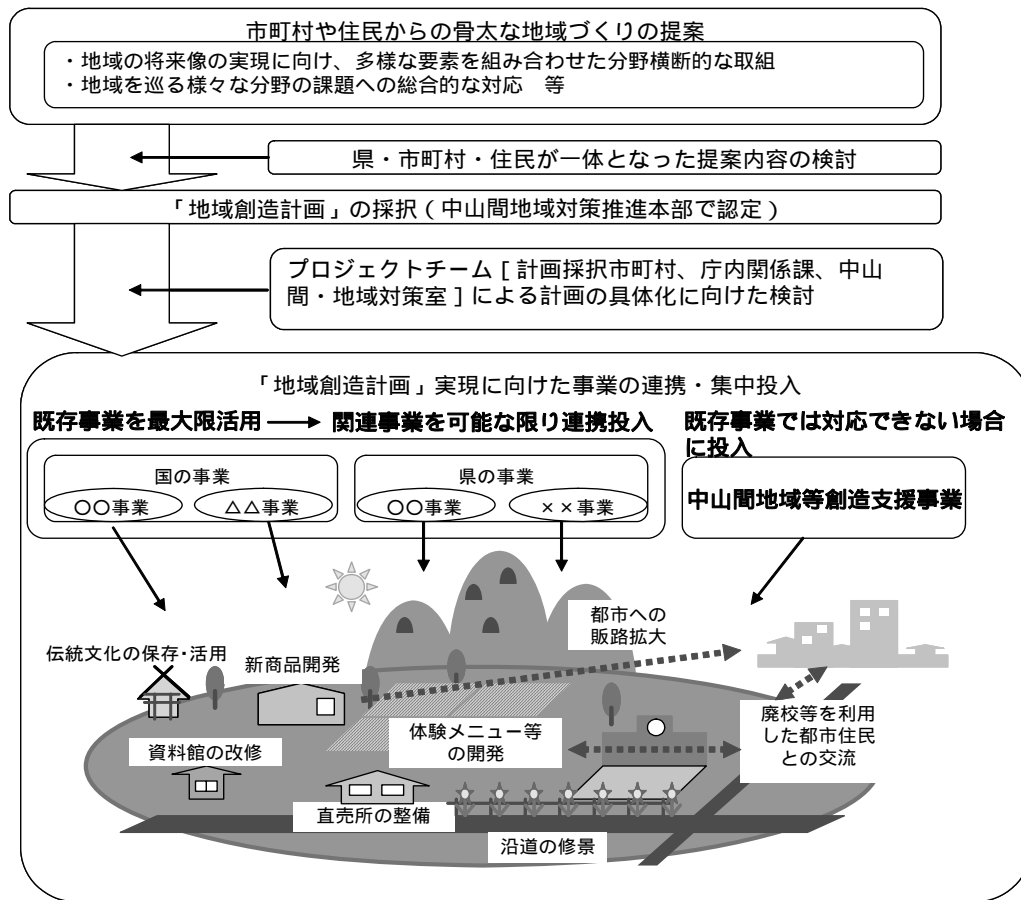 市町村や住民からの骨太な地域づくりの提案
・地域の将来像の実現に向け、多様な要素を組み合わせた分野横断的な取組
・地域を巡る様々な分野の課題への総合的な対応　等
県・市町村・住民が一体となった提案内容の検討
「地域創造計画」の採択（中山間地域対策推進本部で認定）
プロジェクトチーム［計画採択市町村、庁内関係課、中山
間・地域対策室］による計画の具体化に向けた検討
「地域創造計画」実現に向けた事業の連携・集中投入
既存事業を最大限活用
関連事業を可能な限り連携投入
既存事業では対応できない場合
に投入
国の事業
〇〇事業
△△事業
県の事業
〇〇事業
××事業
中山間地域等創造支援事業
都市への
販路拡大
伝統文化の保存・活用
新商品開発
体験メニュー等
の開発
廃校等を利用
した都市住民
との交流
資料館の改修
直売所の整備
沿道の修景